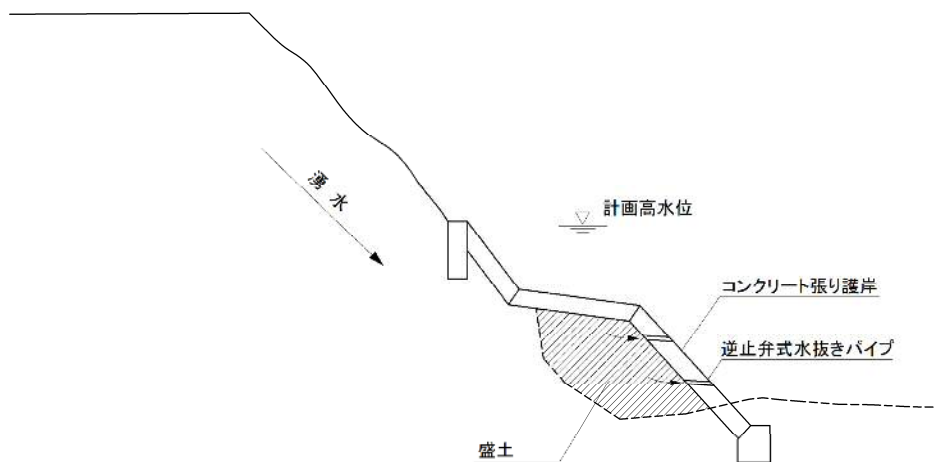 湧水
計画高水位
コンクリート張り護岸
逆止弁式水抜きパイプ
盛土